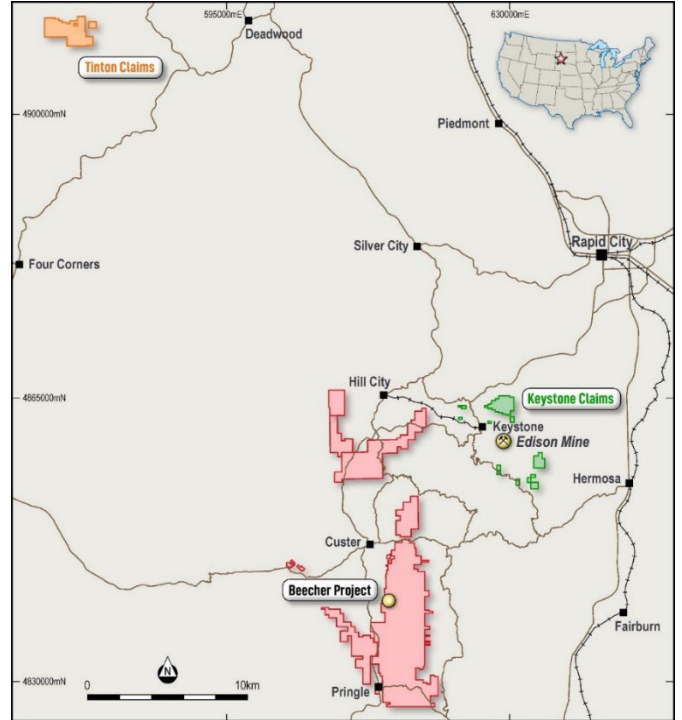 595000mE
630000mE
Deadwood
Tinton Claims
4900000mN
Piedmont
Silver City
Rapid City
Four Corners
Hill City
4865000mN
Keystone Claims
Keystone
Edison Mine
Hermosa
Custer
Beecher Project
Fairburn
N
4830000mN
0
10km
Pringle